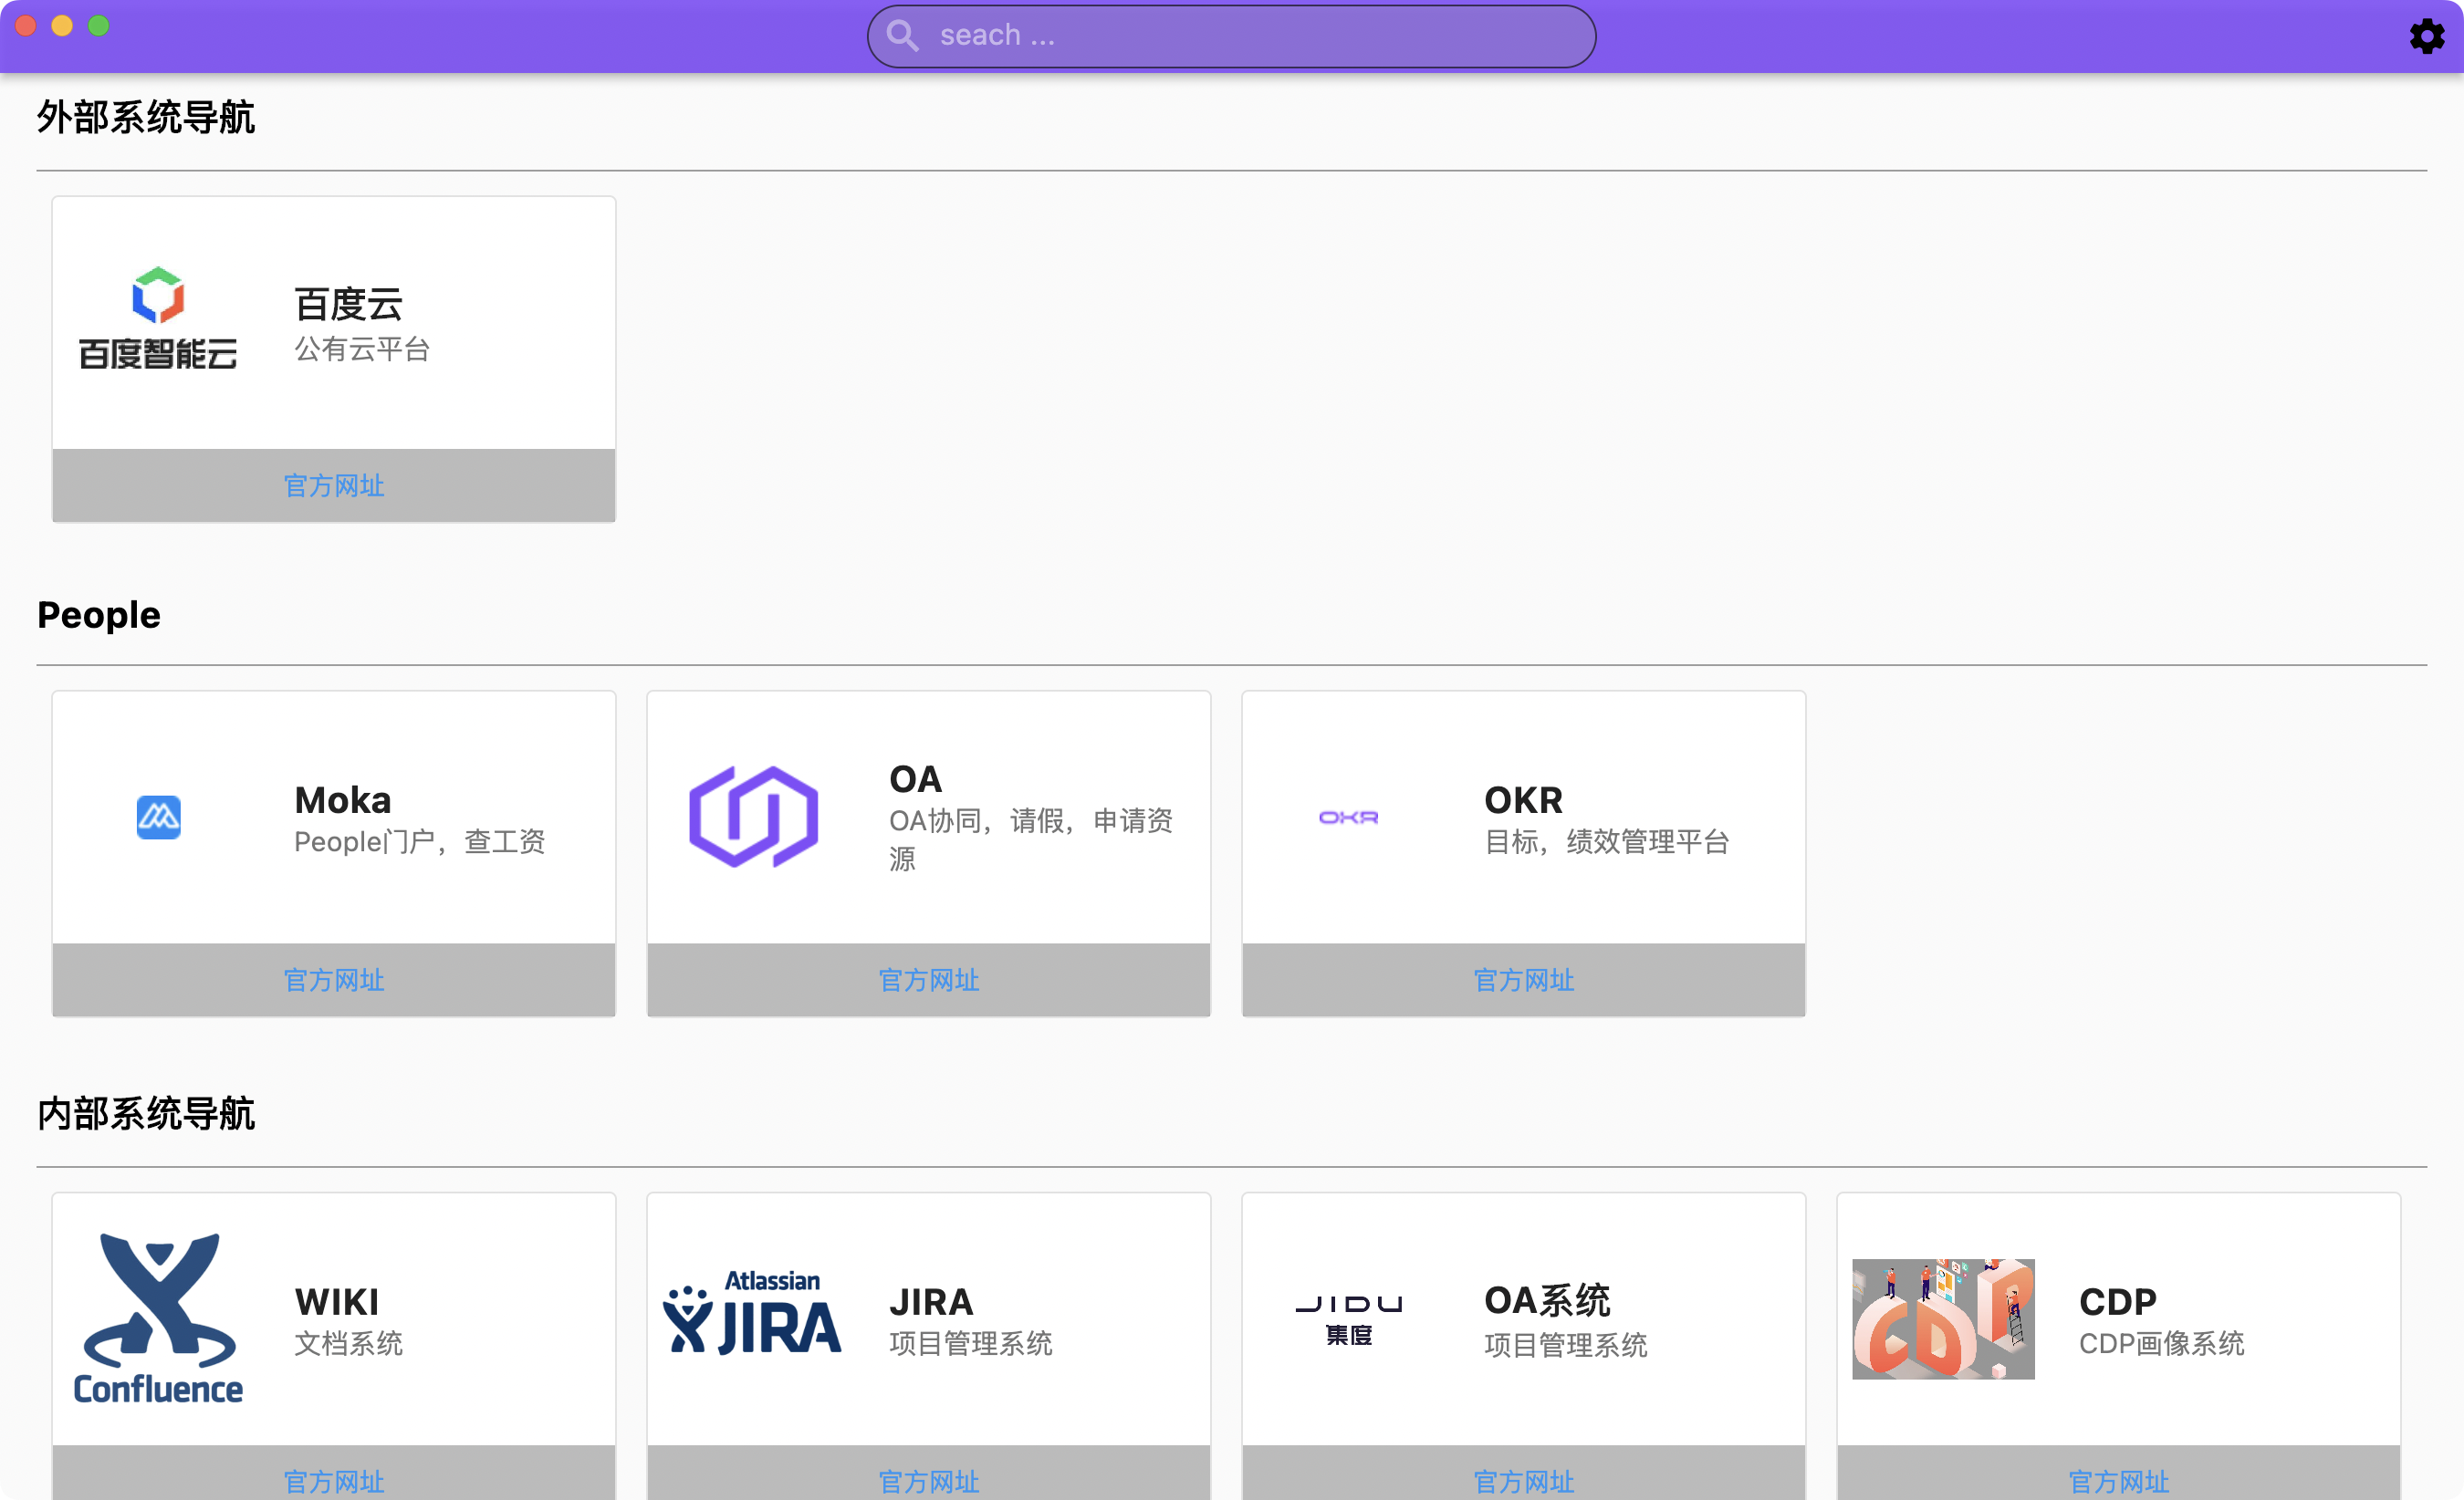 seach ...
外部系统导航
百度智能云
百度云
公有云平台
官方网址
People
Moka
People门户，查工资
官方网址
OA
OA协同，请假，申请资
源
官方网址
OKR
OKR
目标，绩效管理平台
官方网址
内部系统导航
Confluence
WIKI
文档系统
官方网址
Atlassian
JIRA
JIRA
项目管理系统
官方网址
JIDU
集度
OA系统
项目管理系统
官方网址
CDP
CDP
CDP画像系统
官方网址